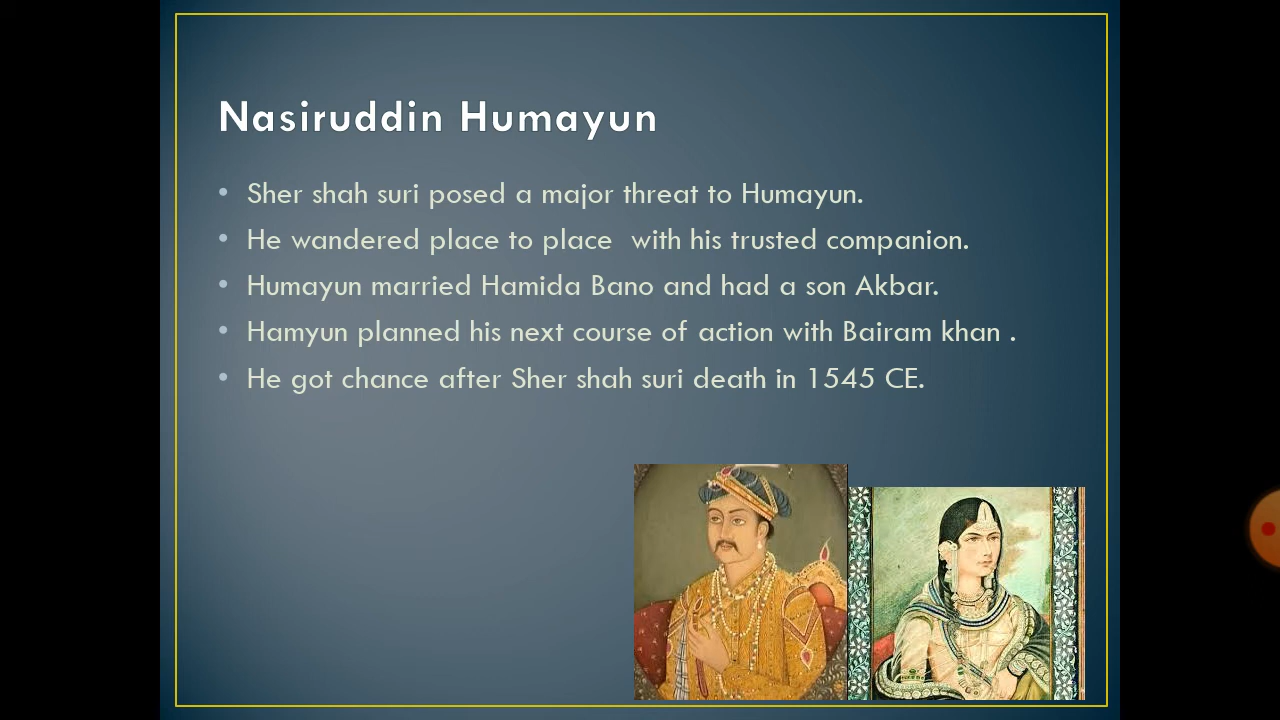 Nasiruddin Humayun
• Sher shah suri posed a major threat to Humayun.
• He wandered place to place  with his trusted companion.
• Humayun married Hamida Bano and had a son Akbar.
• Hamyun planned his next course of action with Bairam khan .
• He got chance after Sher shah suri death in 1545 CE.